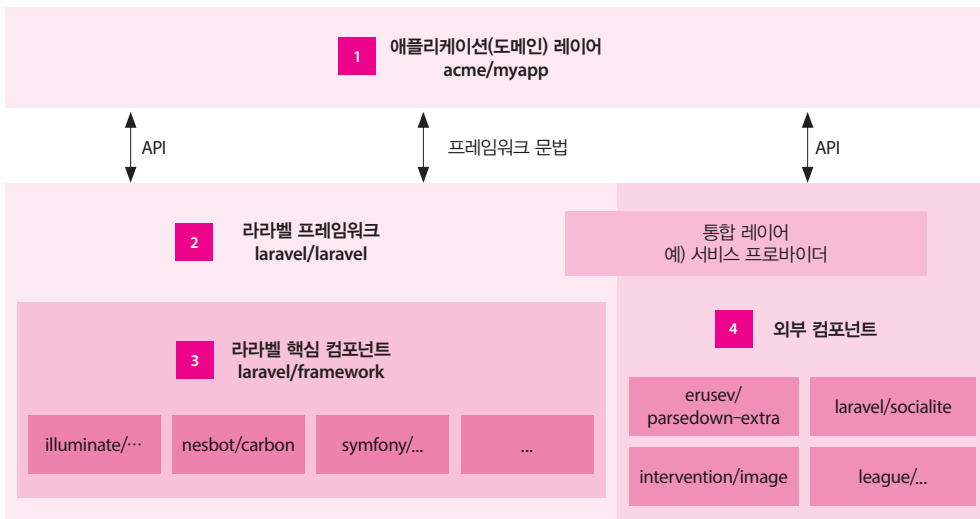 1
애플리케이션(도메인) 레이어
acme/myapp
API
프레임워크 문법
API
2
라라벨 프레임워크
laravel/laravel
통합 레이어
예) 서비스 프로바이더
3
라라벨 핵심 컴포넌트
laravel/framework
illuminate/…
nesbot/carbon
symfony/...
...
4
외부 컴포넌트
erusev/
parsedown-extra
laravel/socialite
intervention/image
league/...